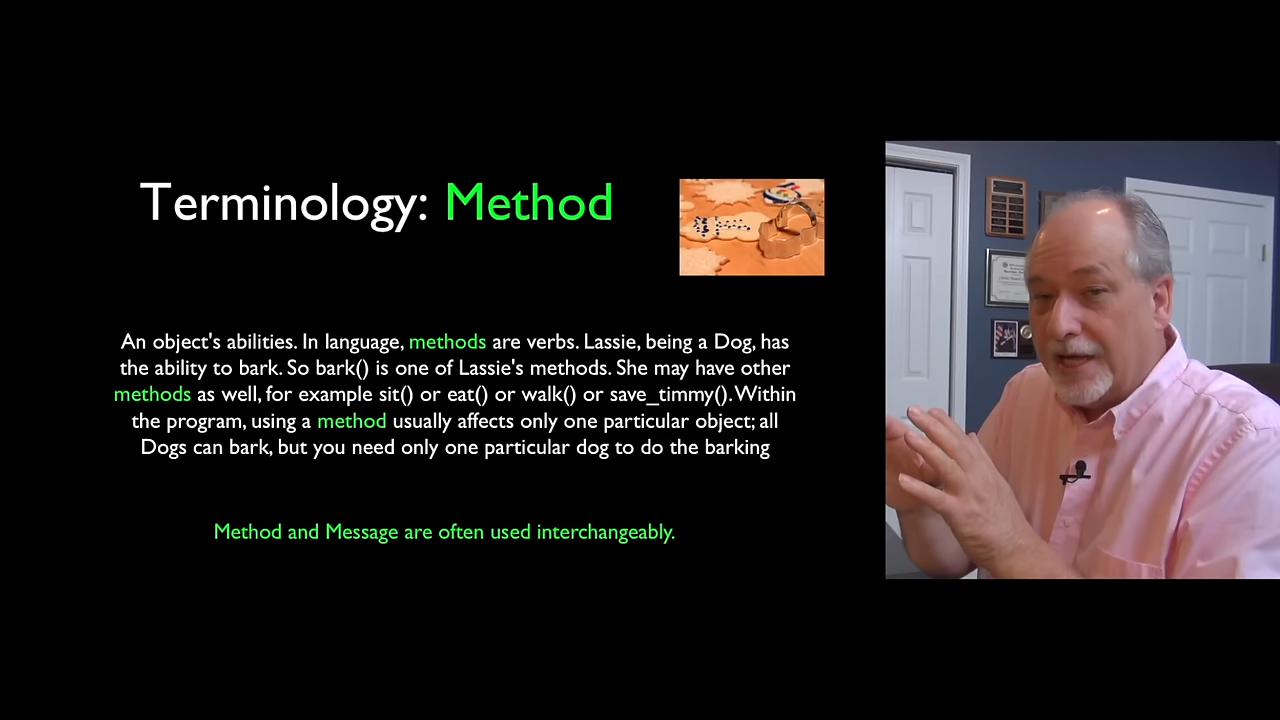 Terminology: Method
An object's abilities. In language, methods are verbs. Lassie, being a Dog, has
the ability to bark. So bark() is one of Lassie's methods. She may have other
methods as well, for example sit() or eat() or walk() or save_timmy(). Within
the program, using a method usually affects only one particular object; all
Dogs can bark, but you need only one particular dog to do the barking
Method and Message are often used interchangeably.